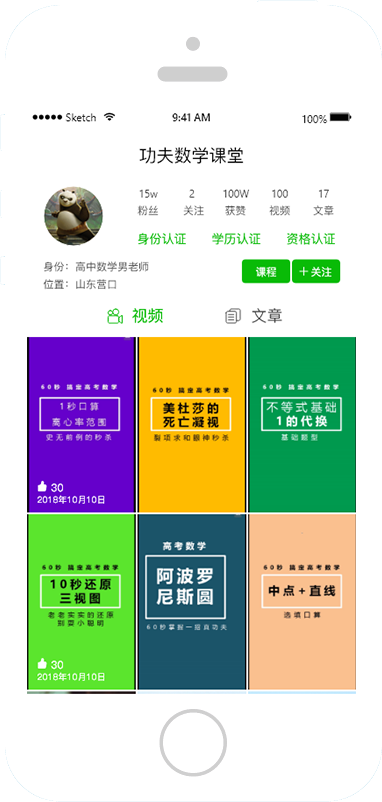 ●●●●● Sketch 9:41 AM 100%
功夫数学课堂
15w 2 100W 100 17
粉丝 关注 获赞 视频 文章
身份认证 学历认证 资格认证
身份：高中数学男老师
位置：山东营口
课程 +关注
视频 文章
60秒 搞定高考数学
1秒口算
离心率范围
史无前例的秒杀
30
2018年10月10日
60秒 搞定高考数学
美杜莎的
死亡凝视
裂项求和眼神秒杀
60秒 搞定高考数学
不等式基础
1的代换
基础题型
60秒 搞定高考数学
10秒还原
三视图
老老实实的还原
别耍小聪明
30
2018年10月10日
高考数学
阿波罗
尼斯圆
60秒掌握一招真功夫
60秒 搞定高考数学
中点+直线
选填口算